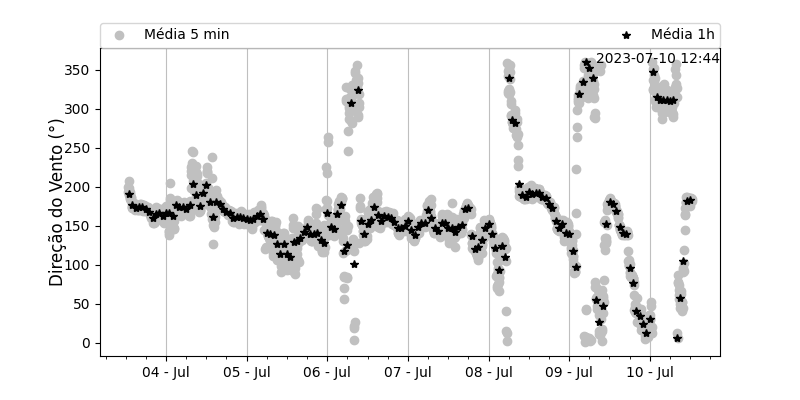 Média 5 min
Média 1h
2023-07-10 12:44
Direção do Vento (°)
350
300
250
200
150
100
50
0
04 - Jul
05 - Jul
06 - Jul
07 - Jul
08 - Jul
09 - Jul
10 - Jul